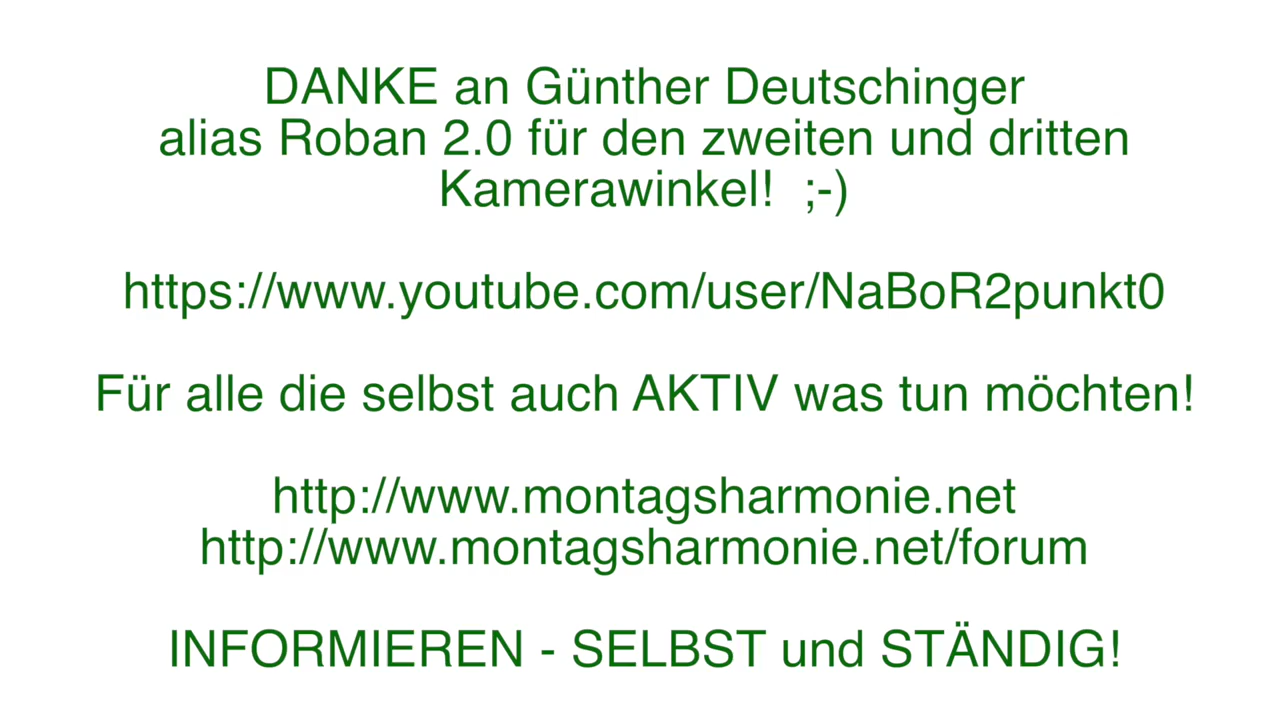 DANKE an Günther Deutschinger
alias Roban 2.0 für den zweiten und dritten
Kamerawinkel!  ;-)
https://www.youtube.com/user/NaBoR2punkt0
Für alle die selbst auch AKTIV was tun möchten!
http://www.montagsharmonie.net
http://www.montagsharmonie.net/forum
INFORMIEREN - SELBST und STÄNDIG!